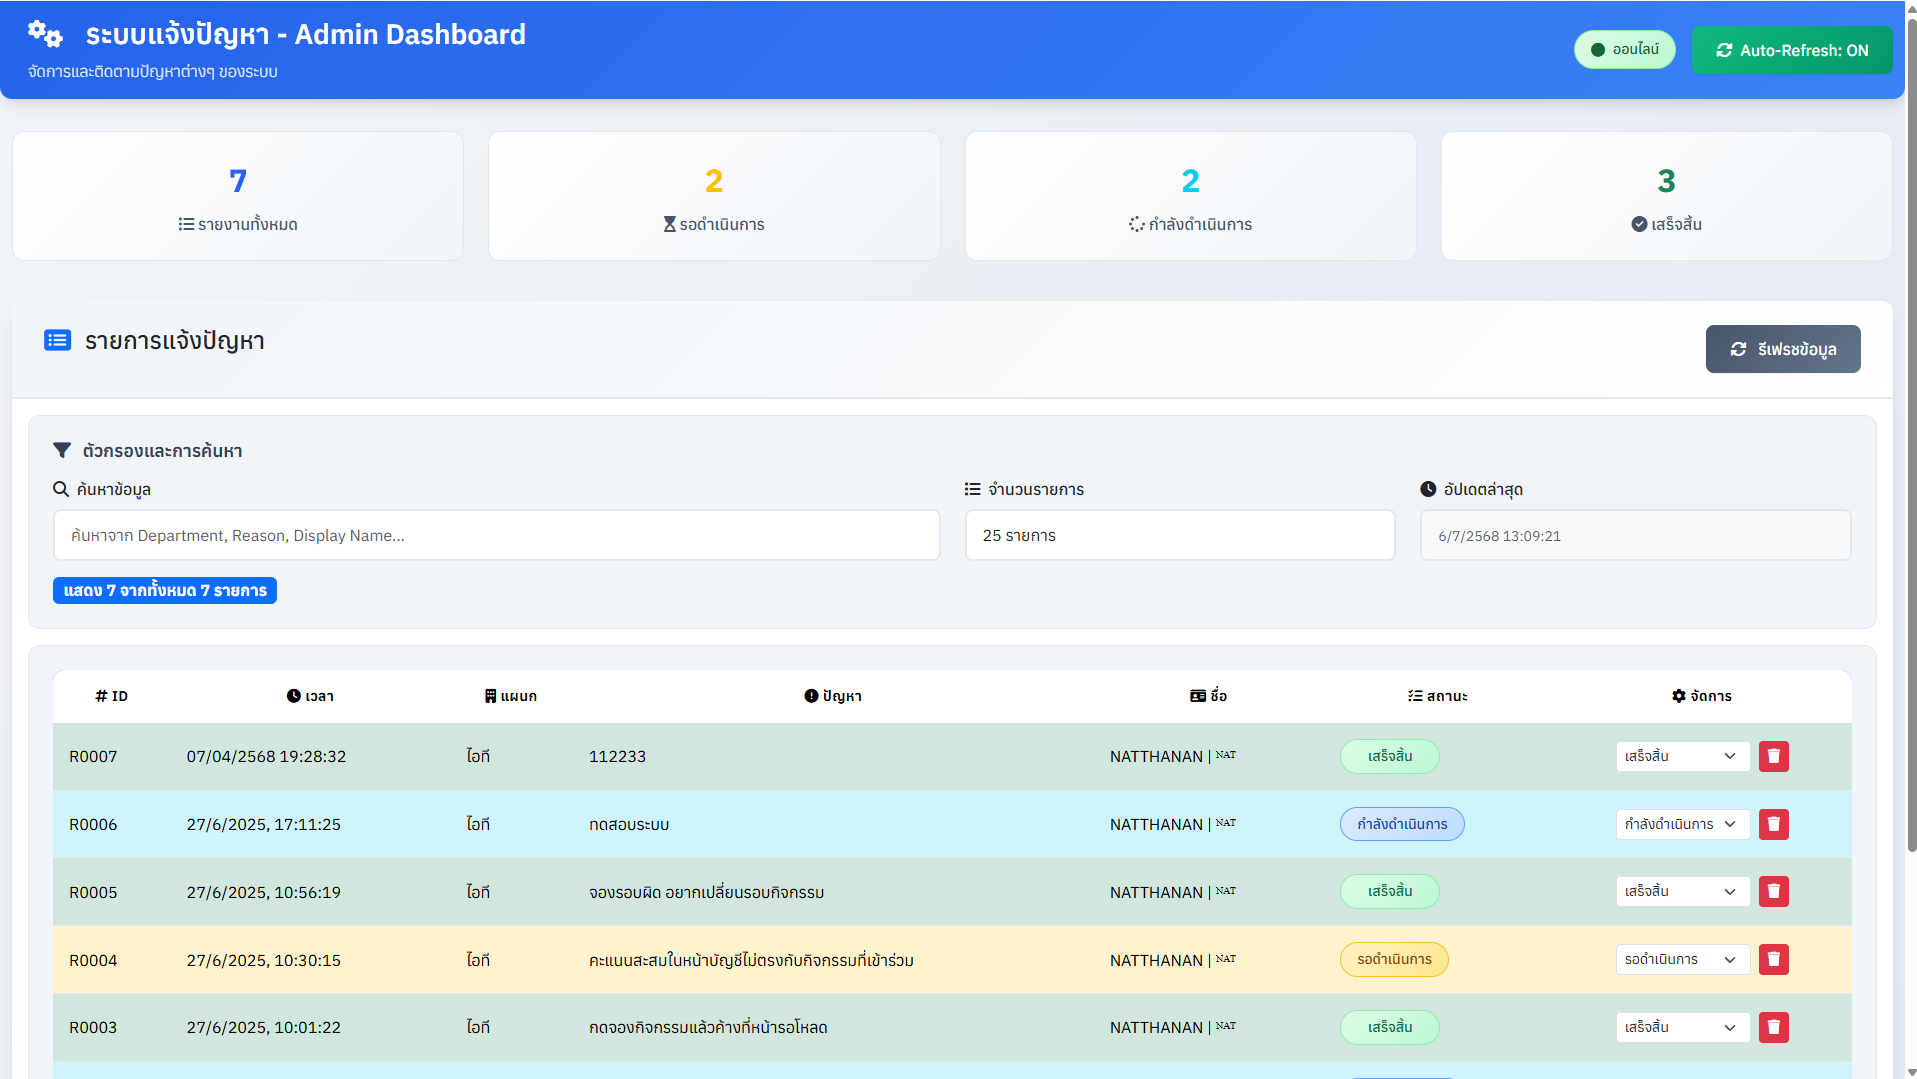 ระบบแจ้งปัญหา - Admin Dashboard
จัดการและติดตามปัญหาต่างๆ ของระบบ
ออนไลน์
Auto-Refresh: ON
7
รายงานทั้งหมด
2
รอดำเนินการ
2
กำลังดำเนินการ
3
เสร็จสิ้น
รายการแจ้งปัญหา
รีเฟรชข้อมูล
ตัวกรองและการค้นหา
ค้นหาข้อมูล
ค้นหาจาก Department, Reason, Display Name...
จำนวนรายการ
25 รายการ
อัปเดตล่าสุด
6/7/2568 13:09:21
แสดง 7 จากทั้งหมด 7 รายการ
# ID เวลา แผนก ปัญหา ชื่อ สถานะ จัดการ
R0007 07/04/2568 19:28:32 ไอที 112233 NATTHANAN | NAT เสร็จสิ้น เสร็จสิ้น
R0006 27/6/2025, 17:11:25 ไอที ทดสอบระบบ NATTHANAN | NAT กำลังดำเนินการ กำลังดำเนินการ
R0005 27/6/2025, 10:56:19 ไอที จองรอบผิด อยากเปลี่ยนรอบกิจกรรม NATTHANAN | NAT เสร็จสิ้น เสร็จสิ้น
R0004 27/6/2025, 10:30:15 ไอที คะแนนสะสมในหน้าบัญชีไม่ตรงกับกิจกรรมที่เข้าร่วม NATTHANAN | NAT รอดำเนินการ รอดำเนินการ
R0003 27/6/2025, 10:01:22 ไอที กดจองกิจกรรมแล้วค้างที่หน้ารอโหลด NATTHANAN | NAT เสร็จสิ้น เสร็จสิ้น